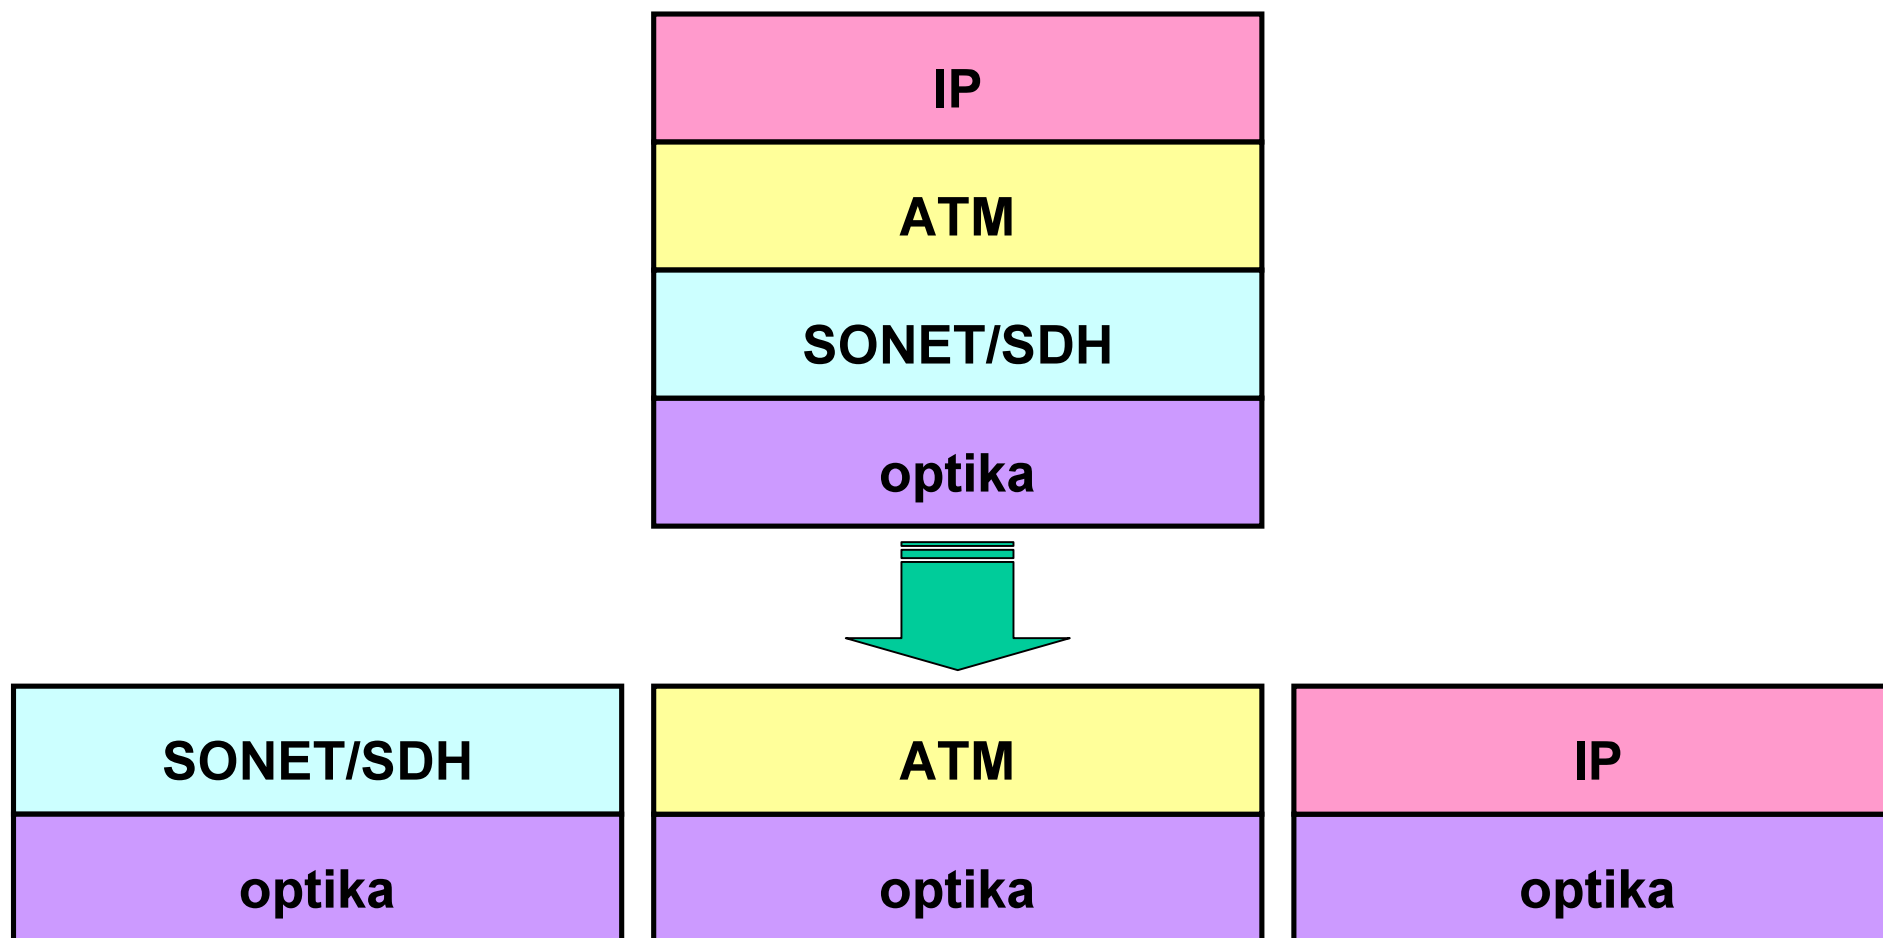 IP
ATM
SONET/SDH
optika
SONET/SDH
ATM
IP
optika
optika
optika